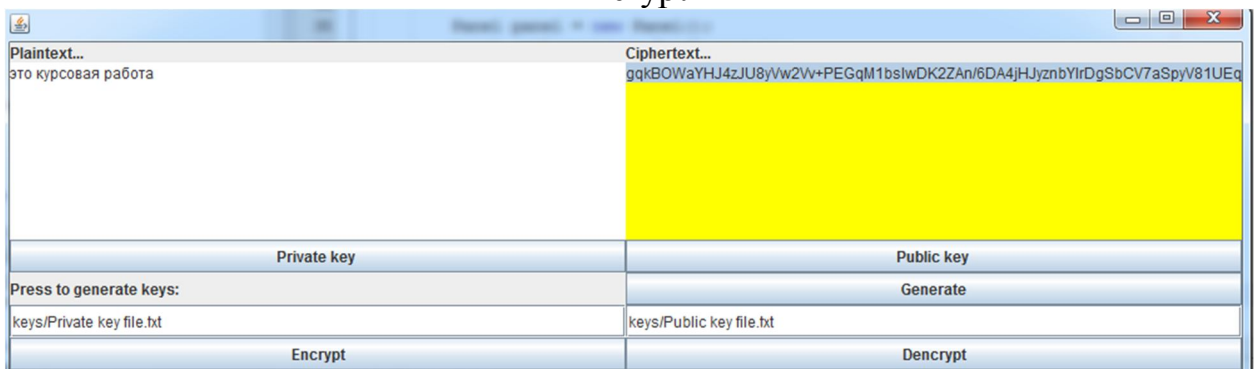 Plaintext...
Ciphertext...
это курсовая работа
gqkBOWaYHJ4zJU8yVw2Vv+PEGqM1bsIwDK2ZAn/6DA4jHJyznbYIrDgSbCV7aSpyV81UEq
Private key
Public key
Press to generate keys:
Generate
keys/Private key file.txt
keys/Public key file.txt
Encrypt
Dencrypt